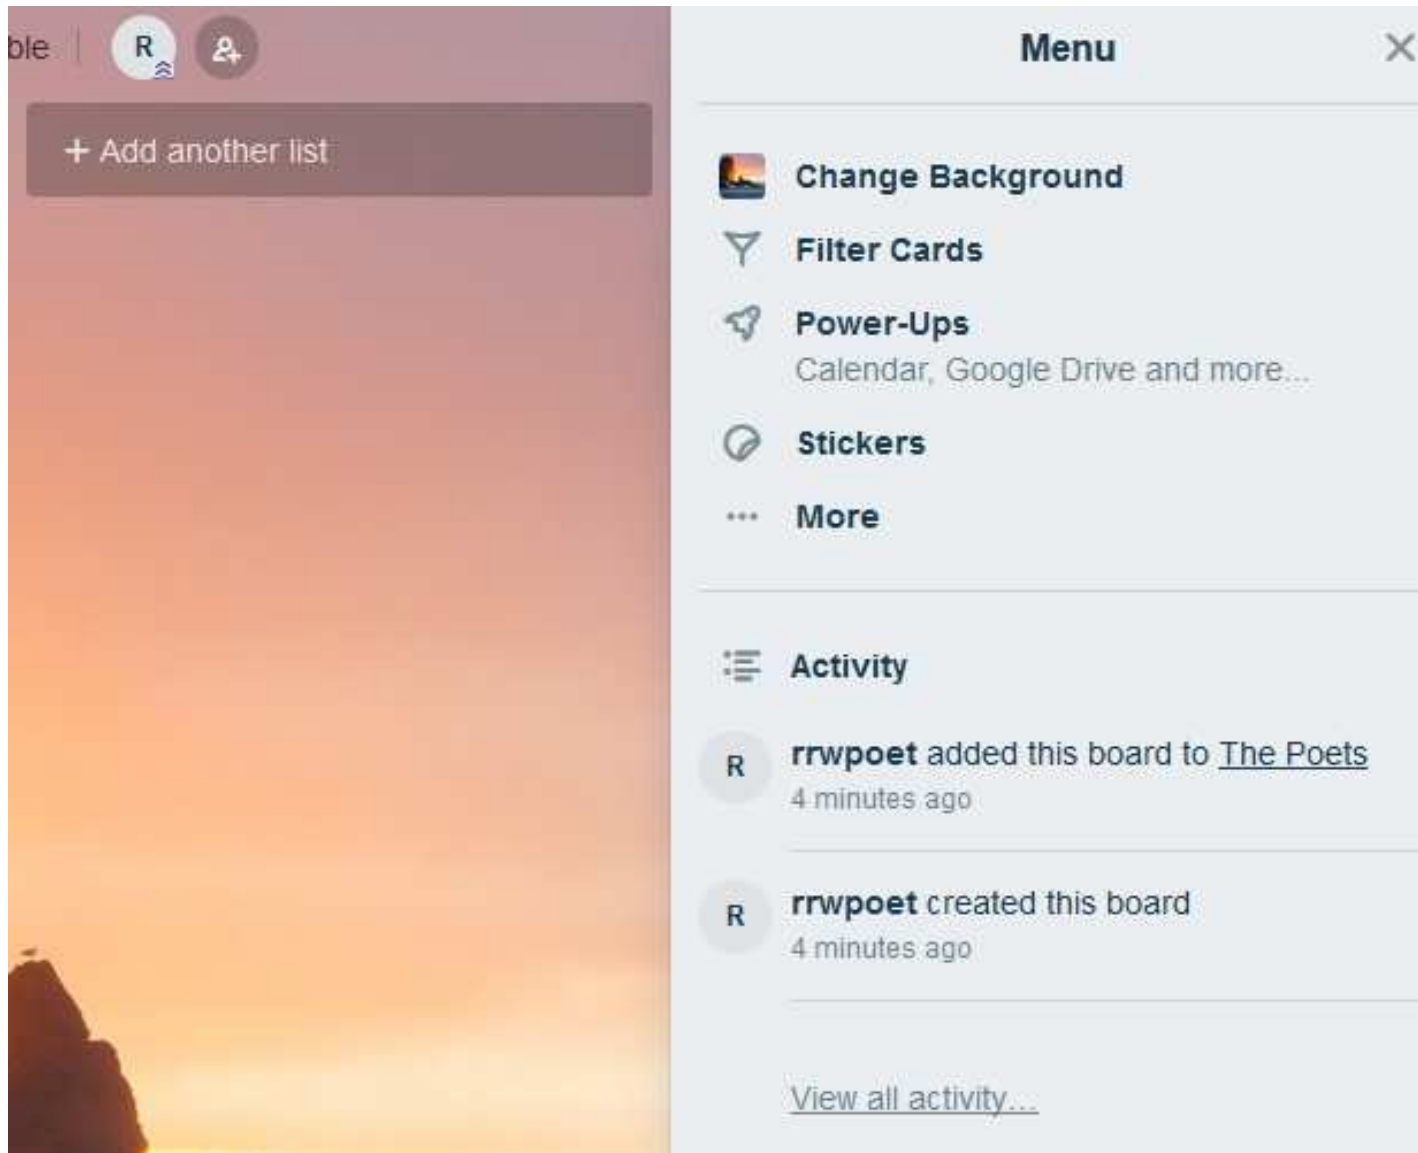 ble
R
+ Add another list
Menu
Change Background
Filter Cards
Power-Ups
Calendar, Google Drive and more...
Stickers
More
Activity
R
rrwpoet added this board to The Poets
4 minutes ago
R
rrwpoet created this board
4 minutes ago
View all activity...